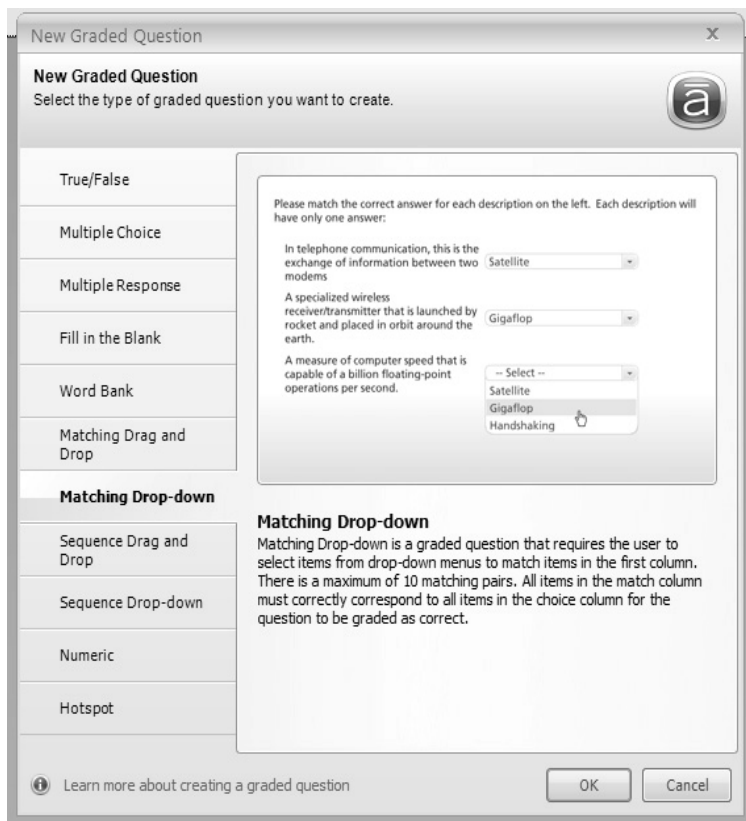 New Graded Question
x
New Graded Question
Select the type of graded question you want to create.
ā
True/False
Multiple Choice
Multiple Response
Fill in the Blank
Word Bank
Matching Drag and
Drop
Matching Drop-down
Sequence Drag and
Drop
Sequence Drop-down
Numeric
Hotspot
Please match the correct answer for each description on the left. Each description will
have only one answer:
In telephone communication, this is the
exchange of information between two
modems
Satellite
A specialized wireless
receiver/transmitter that is launched by
rocket and placed in orbit around the
earth.
Gigaflop
A measure of computer speed that is
capable of a billion floating-point
operations per second.
-- Select --
Satellite
Gigaflop
Handshaking
Matching Drop-down
Matching Drop-down is a graded question that requires the user to
select items from drop-down menus to match items in the first column.
There is a maximum of 10 matching pairs. All items in the match column
must correctly correspond to all items in the choice column for the
question to be graded as correct.
Learn more about creating a graded question
OK
Cancel